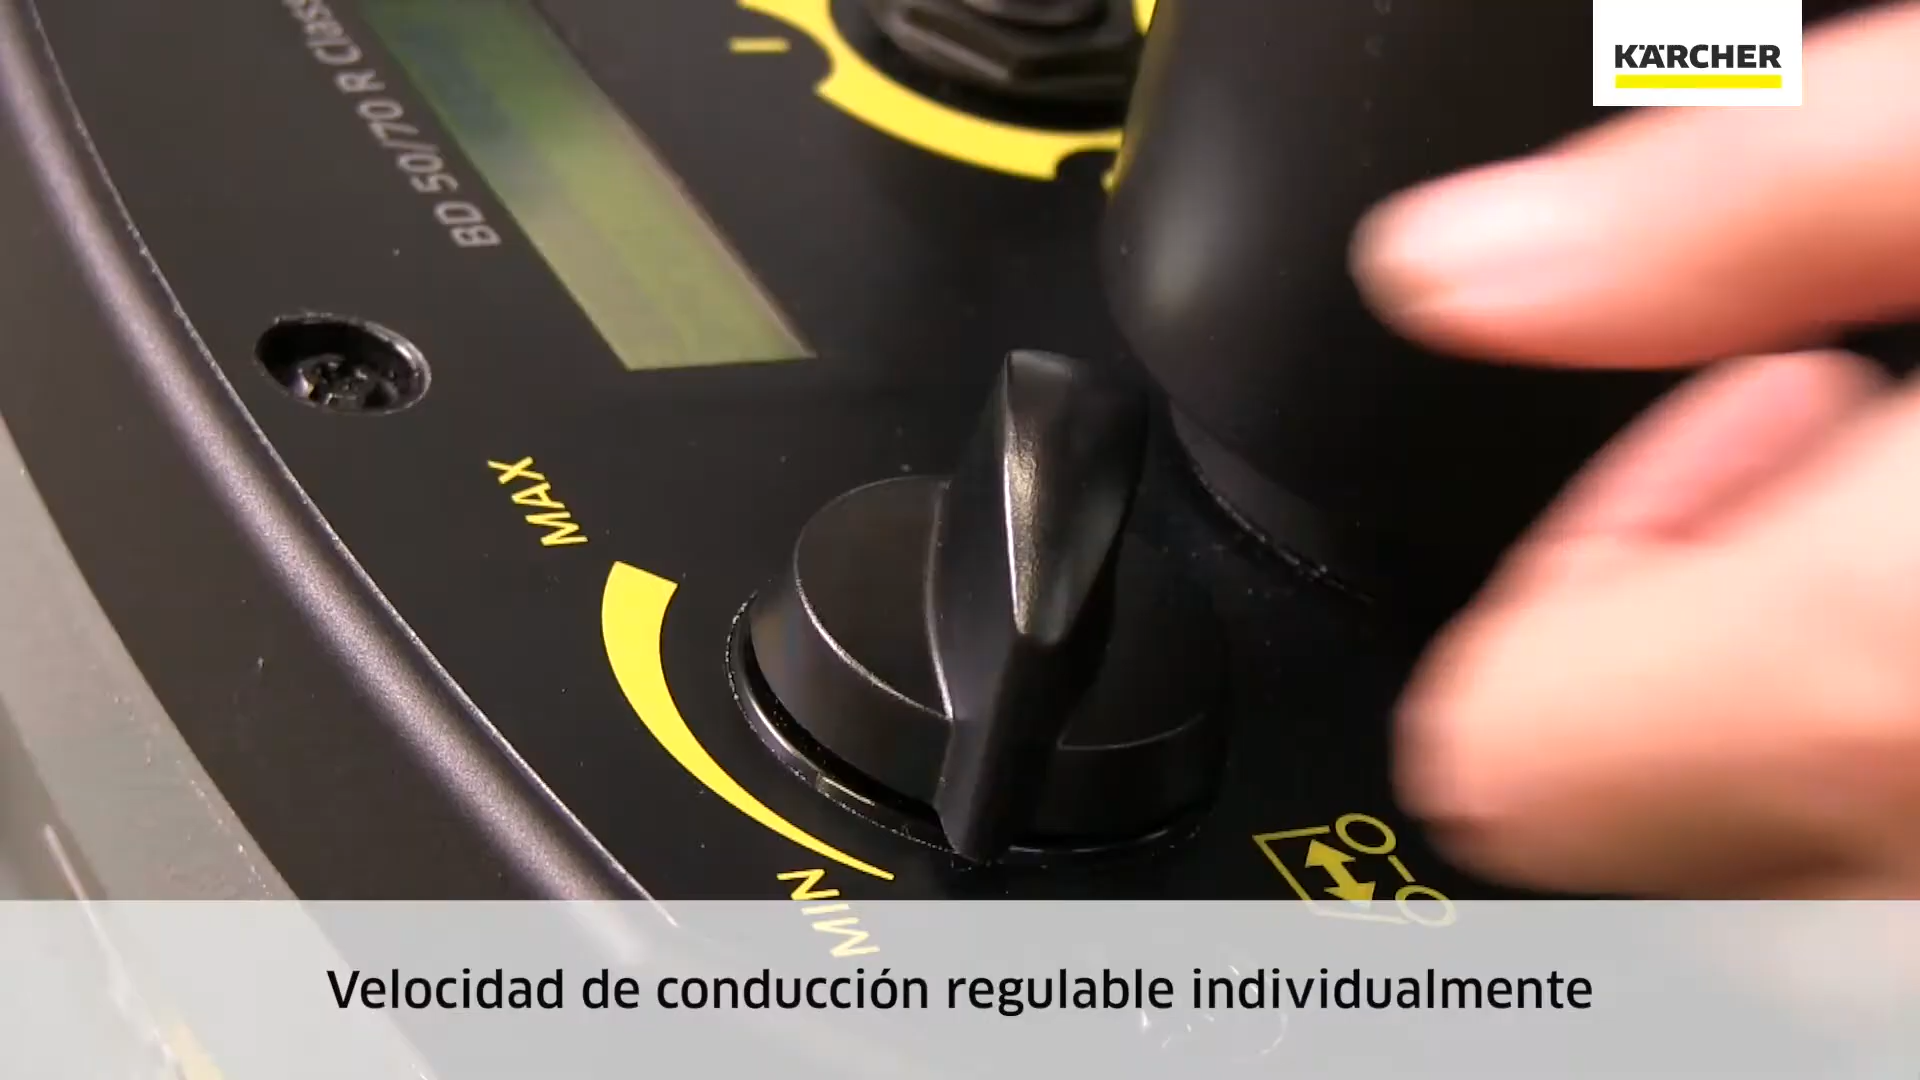 KÄRCHER
BD 50/70 R Class
MAX
MIN
Velocidad de conducción regulable individualmente